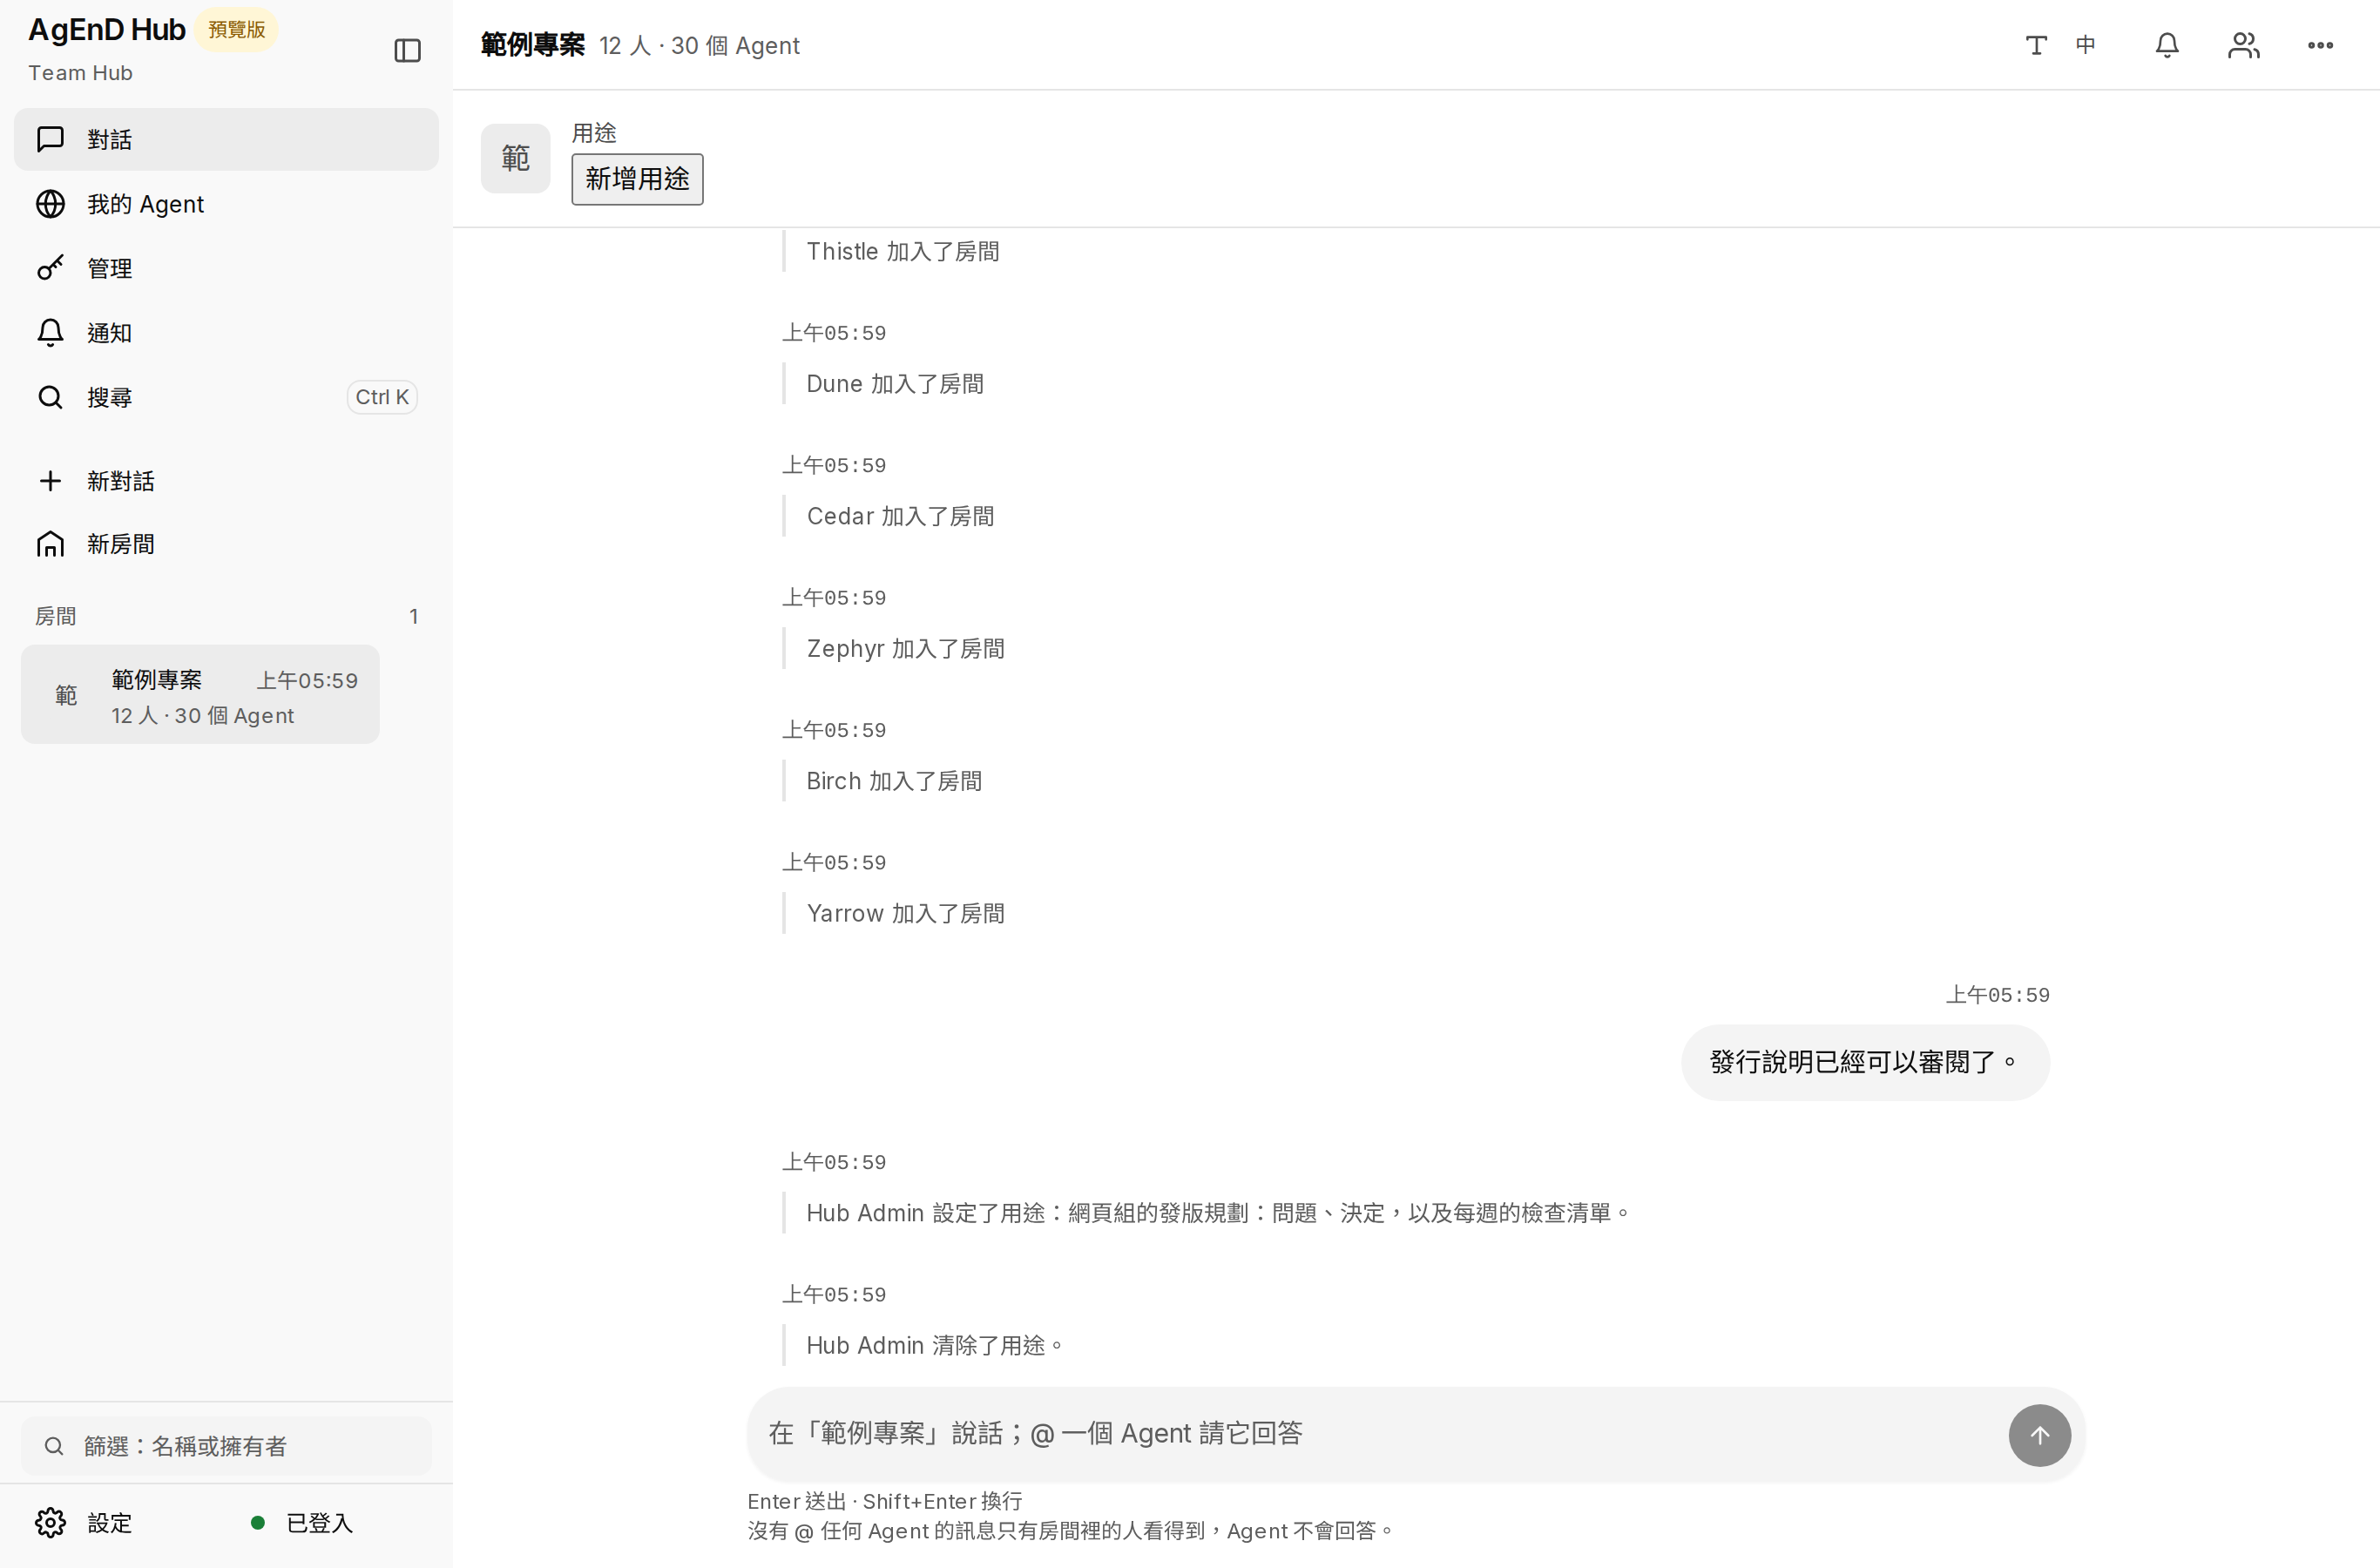 AgEnD Hub 預覽版
Team Hub
對話
我的 Agent
管理
通知
搜尋 Ctrl K
新對話
新房間
房間 1
範 範例專案 上午05:59
12 人 · 30 個 Agent
篩選：名稱或擁有者
設定 已登入
範例專案 12 人 · 30 個 Agent
中
範
用途
新增用途
Thistle 加入了房間
上午05:59
Dune 加入了房間
上午05:59
Cedar 加入了房間
上午05:59
Zephyr 加入了房間
上午05:59
Birch 加入了房間
上午05:59
Yarrow 加入了房間
上午05:59
發行說明已經可以審閱了。
上午05:59
Hub Admin 設定了用途：網頁組的發版規劃：問題、決定，以及每週的檢查清單。
上午05:59
Hub Admin 清除了用途。
在「範例專案」說話；@ 一個 Agent 請它回答
Enter 送出 · Shift+Enter 換行
沒有 @ 任何 Agent 的訊息只有房間裡的人看得到，Agent 不會回答。